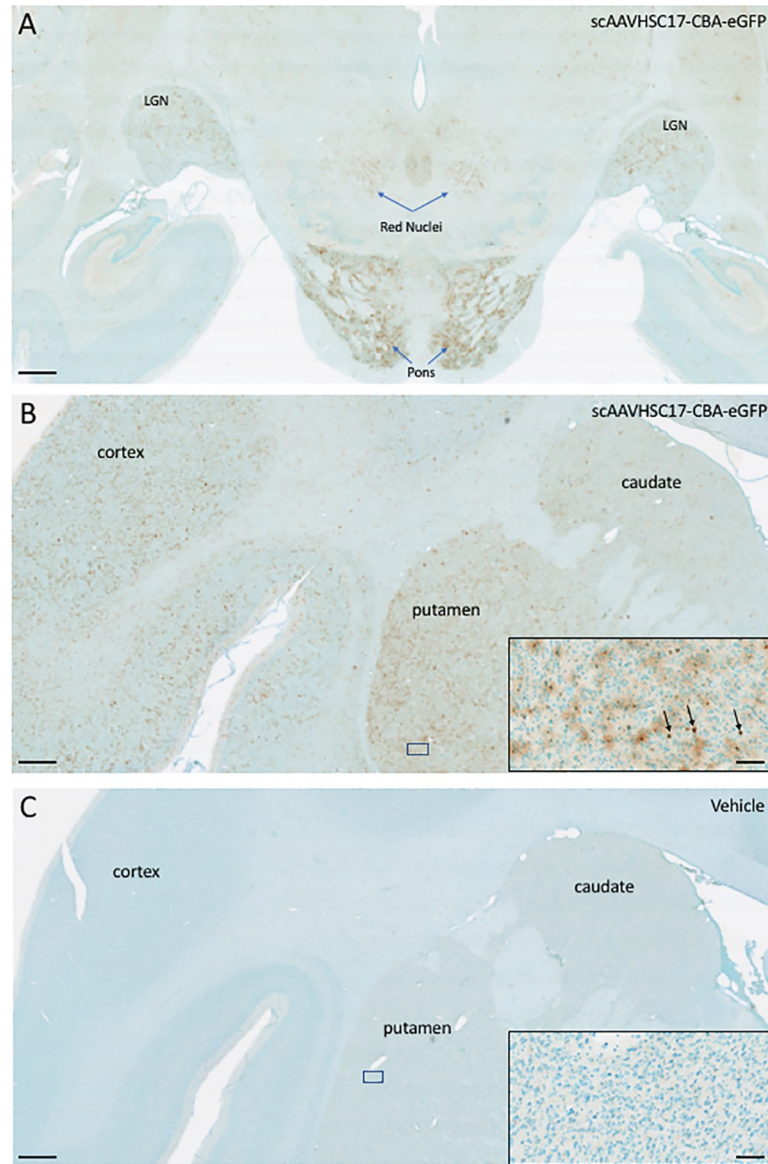 A
scAAVHSC17-CBA-eGFP
LGN
LGN
Red Nuclei
Pons
B
scAAVHSC17-CBA-eGFP
cortex
caudate
putamen
C
Vehicle
cortex
caudate
putamen